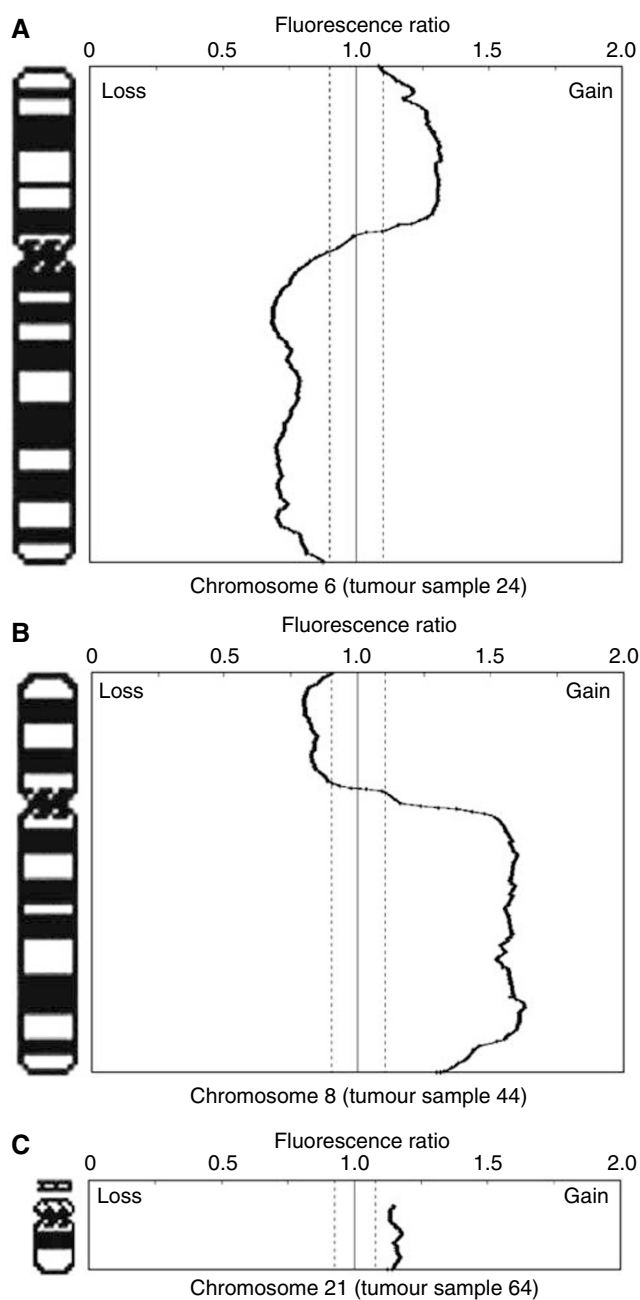 A
Fluorescence ratio
0 0.5 1.0 1.5 2.0
Loss Gain
Chromosome 6 (tumour sample 24)
B
Fluorescence ratio
0 0.5 1.0 1.5 2.0
Loss Gain
Chromosome 8 (tumour sample 44)
C
Fluorescence ratio
0 0.5 1.0 1.5 2.0
Loss Gain
Chromosome 21 (tumour sample 64)